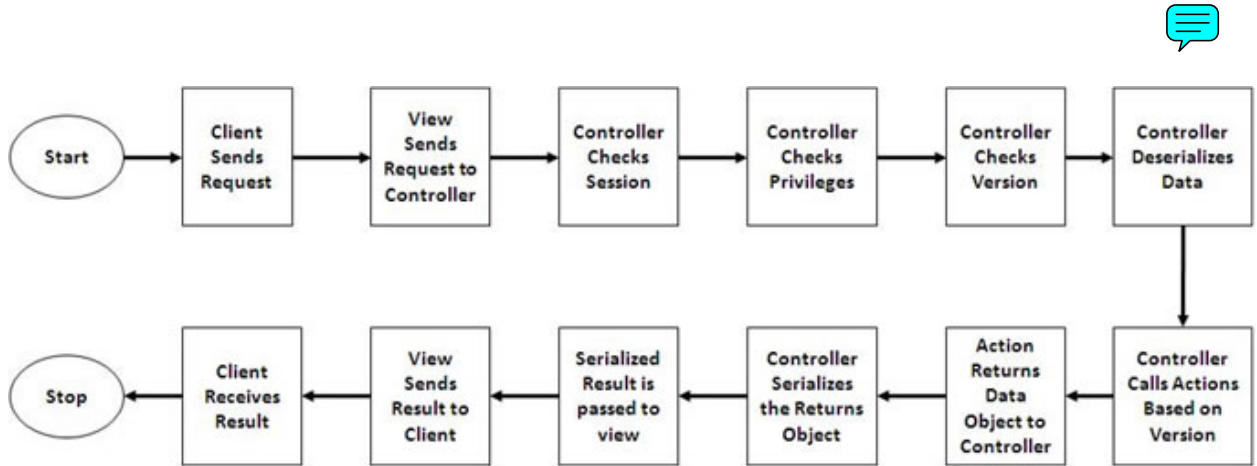 Start
Client
Sends
Request
View
Sends
Request to
Controller
Controller
Checks
Session
Controller
Checks
Privileges
Controller
Checks
Version
Controller
Deserializes
Data
Controller
Calls Actions
Based on
Version
Action
Returns
Data
Object to
Controller
Controller
Serializes
the Returns
Object
Serialized
Result is
passed to
view
View
Sends
Result to
Client
Client
Receives
Result
Stop